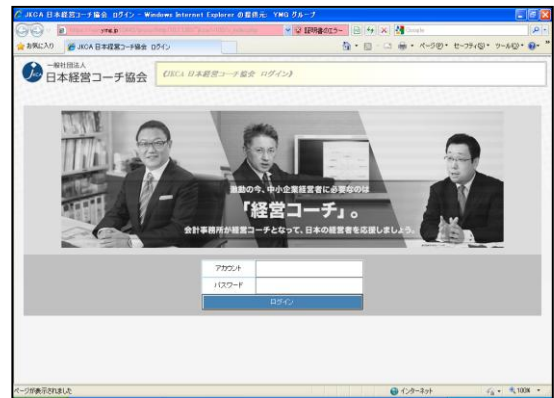 JKCA 日本経営コーチ協会 ログイン - Windows Internet Explorer の提供元: YMG グループ
証明書のエラー
Google
お気に入り
JKCA 日本経営コーチ協会 ログイン
ページ(P)
セーフティ(S)
ツール(O)
一般社団法人
日本経営コーチ協会
《JKCA 日本経営コーチ協会 ログイン》
激動の今、中小企業経営者に必要なのは
「経営コーチ」。
会計事務所が経営コーチとなって、日本の経営者を応援しましょう。
アカウント
パスワード
ログイン
ページが表示されました
インターネット
100%